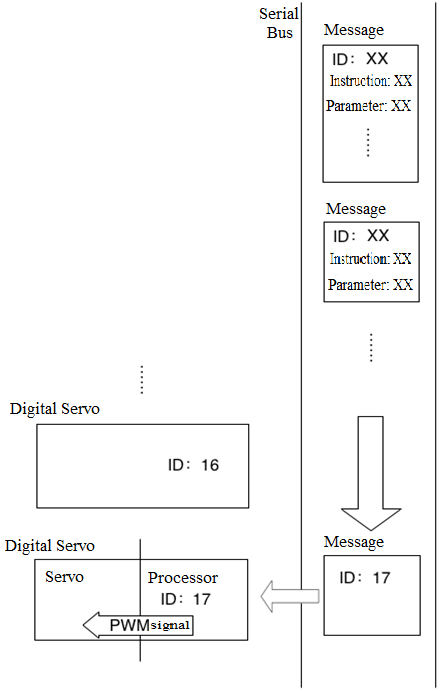 Serial
Bus
Message
ID: XX
Instruction: XX
Parameter: XX
Message
ID: XX
Instruction: XX
Parameter: XX
Digital Servo
ID: 16
Digital Servo
Servo
Processor
ID: 17
PWMsignal
Message
ID: 17